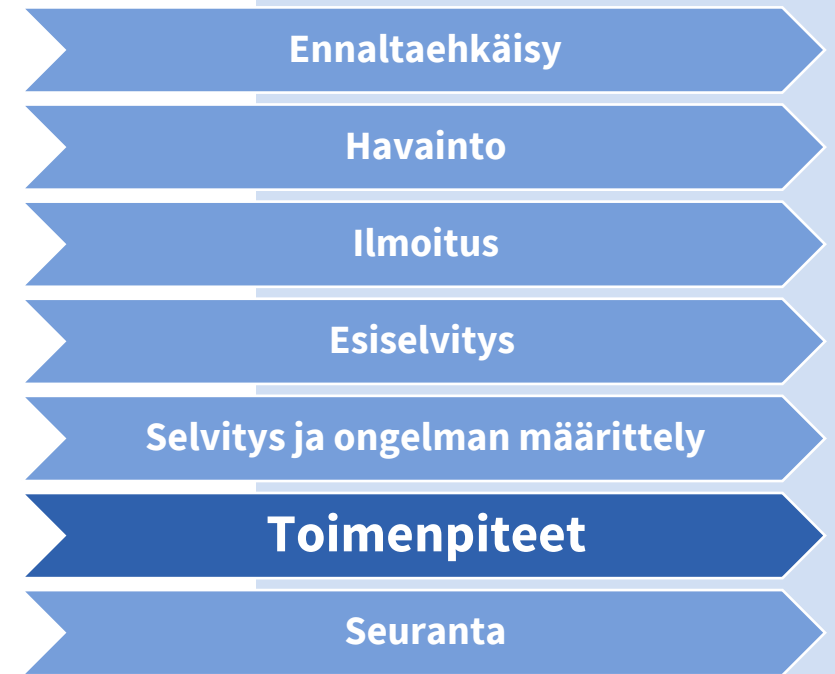 Ennaltaehkäisy
Havainto
Ilmoitus
Esiselvitys
Selvitys ja ongelman määrittely
Toimenpiteet
Seuranta